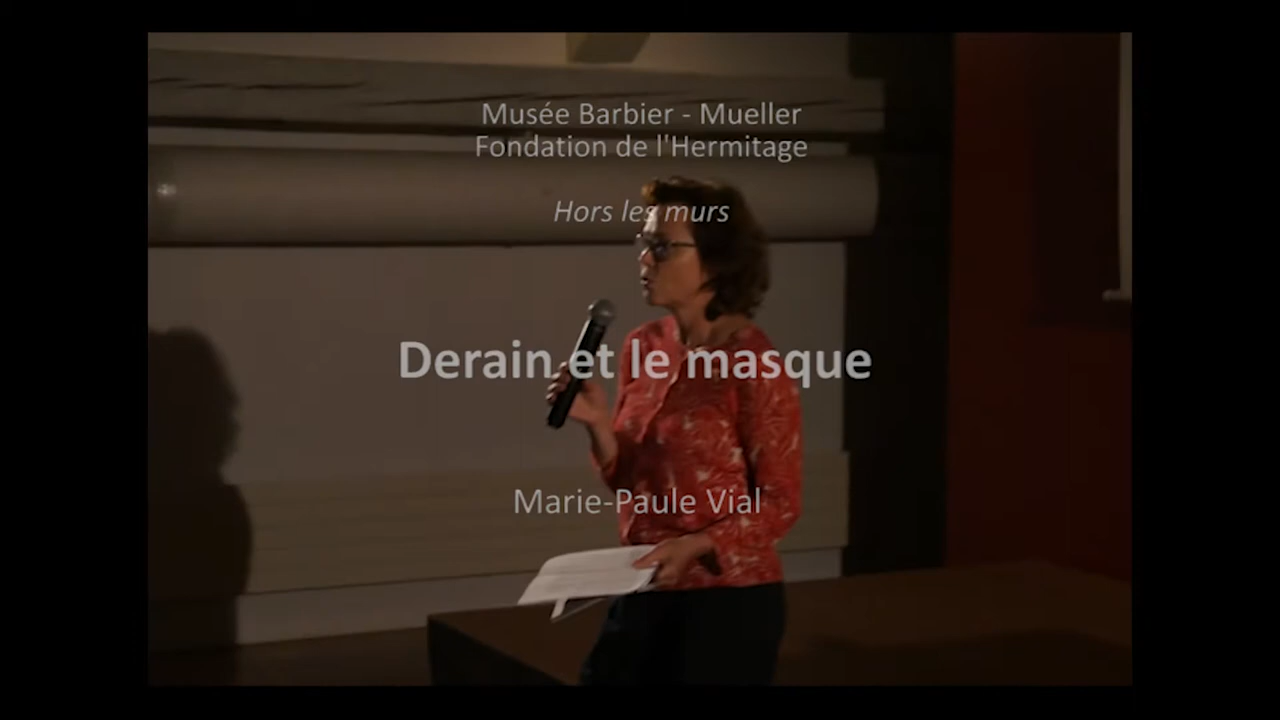 Musée Barbier - Mueller
Fondation de l'Hermitage
Hors les murs
Derain et le masque
Marie-Paule Vial